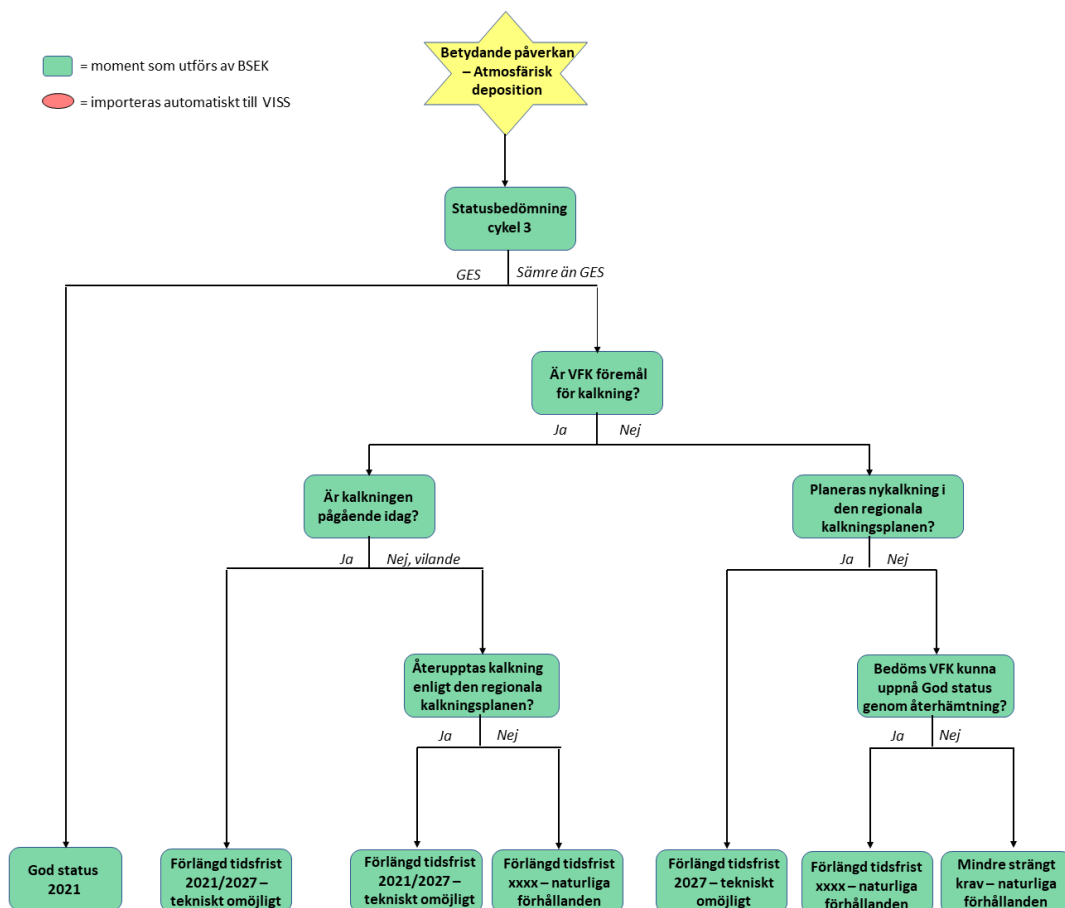 Betydande påverkan
– Atmosfärisk
deposition
= moment som utförs av BSEK
= importeras automatiskt till VISS
Statusbedömning
cykel 3
GES
Sämre än GES
Är VFK föremål
för kalkning?
Ja
Nej
Är kalkningen
pågående idag?
Planeras nykalkning i
den regionala
kalkningsplanen?
Ja
Nej, vilande
Ja
Nej
Återupptas kalkning
enligt den regionala
kalkningsplanen?
Bedöms VFK kunna
uppnå God status
genom återhämtning?
Ja
Nej
Ja
Nej
God status
2021
Förlängd tidsfrist
2021/2027 –
tekniskt omöjligt
Förlängd tidsfrist
2021/2027 –
tekniskt omöjligt
Förlängd tidsfrist
xxxx – naturliga
förhållanden
Förlängd tidsfrist
2027 – tekniskt
omöjligt
Förlängd tidsfrist
xxxx – naturliga
förhållanden
Mindre strängt
krav – naturliga
förhållanden